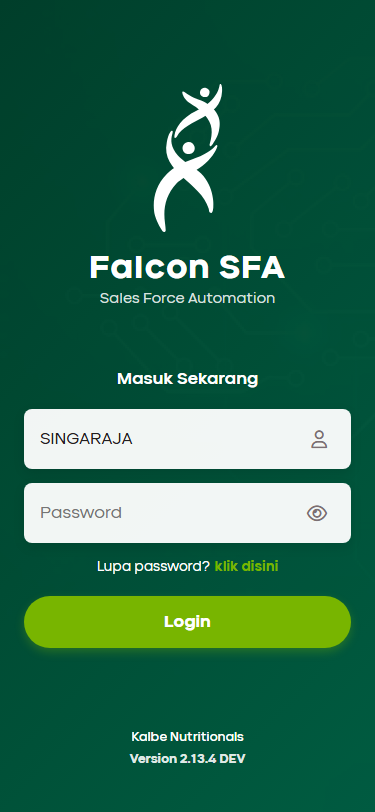 Falcon SFA
Sales Force Automation
Masuk Sekarang
SINGARAJA
Password
Lupa password? klik disini
Login
Kalbe Nutritionals
Version 2.13.4 DEV